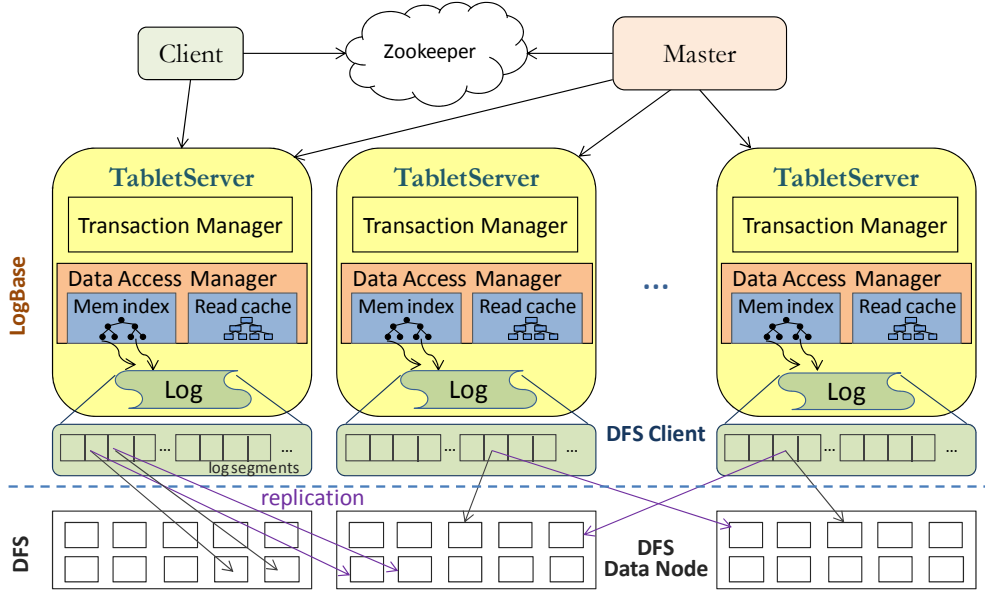 Client
Zookeeper
Master
TabletServer
TabletServer
TabletServer
Transaction Manager
Transaction Manager
Transaction Manager
LogBase
Data Access Manager
Data Access Manager
...
Data Access Manager
Mem index
Read cache
Mem index
Read cache
Mem index
Read cache
Log
Log
Log
DFS Client
... ...
... ...
... ...
log segments
replication
DFS
DFS
Data Node